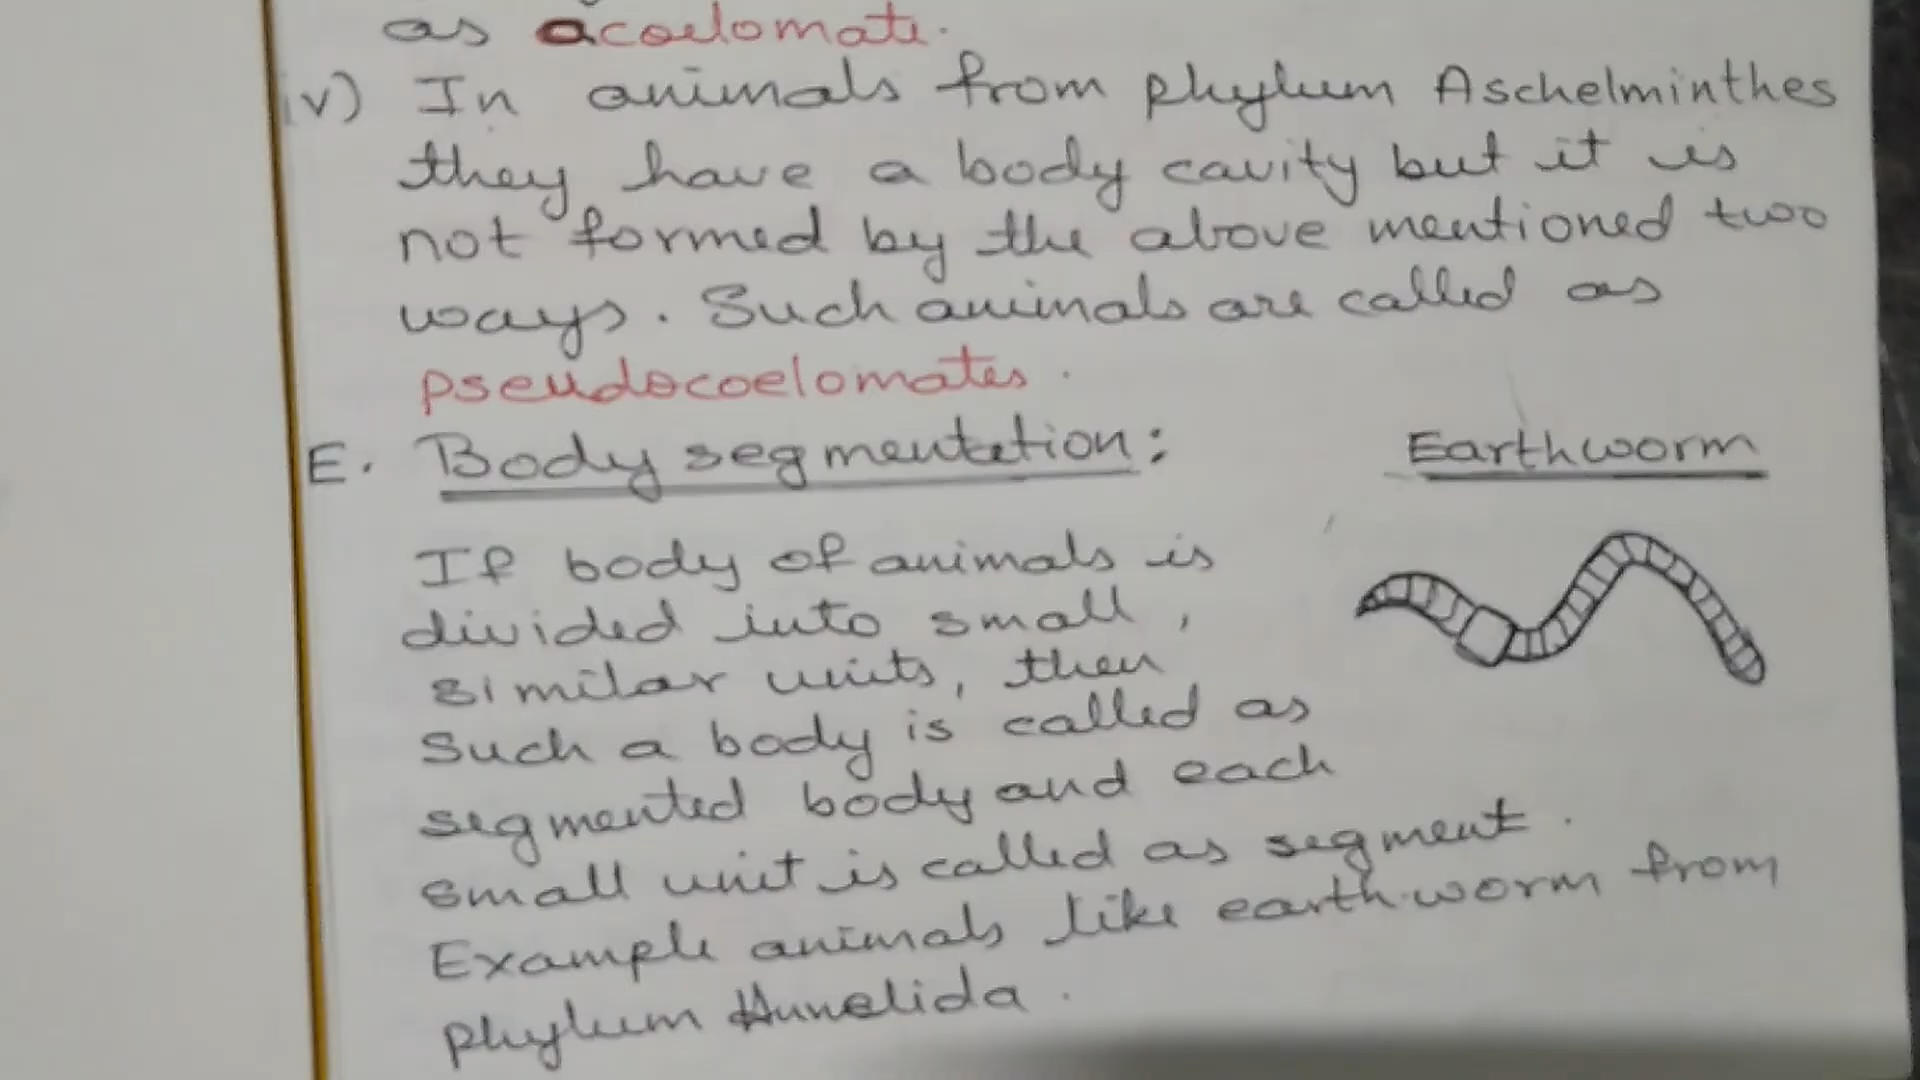 as acoelomate.
iv) In animals from phylum Aschelminthes
they have a body cavity but it is
not formed by the above mentioned two
ways. Such animals are called as
pseudocoelomates.
E. Body segmentation:
Earthworm
If body of animals is
divided into small,
similar units, then
Such a body is called as
segmented body and each
small unit is called as segment.
Example animals like earthworm from
phylum Annelida.